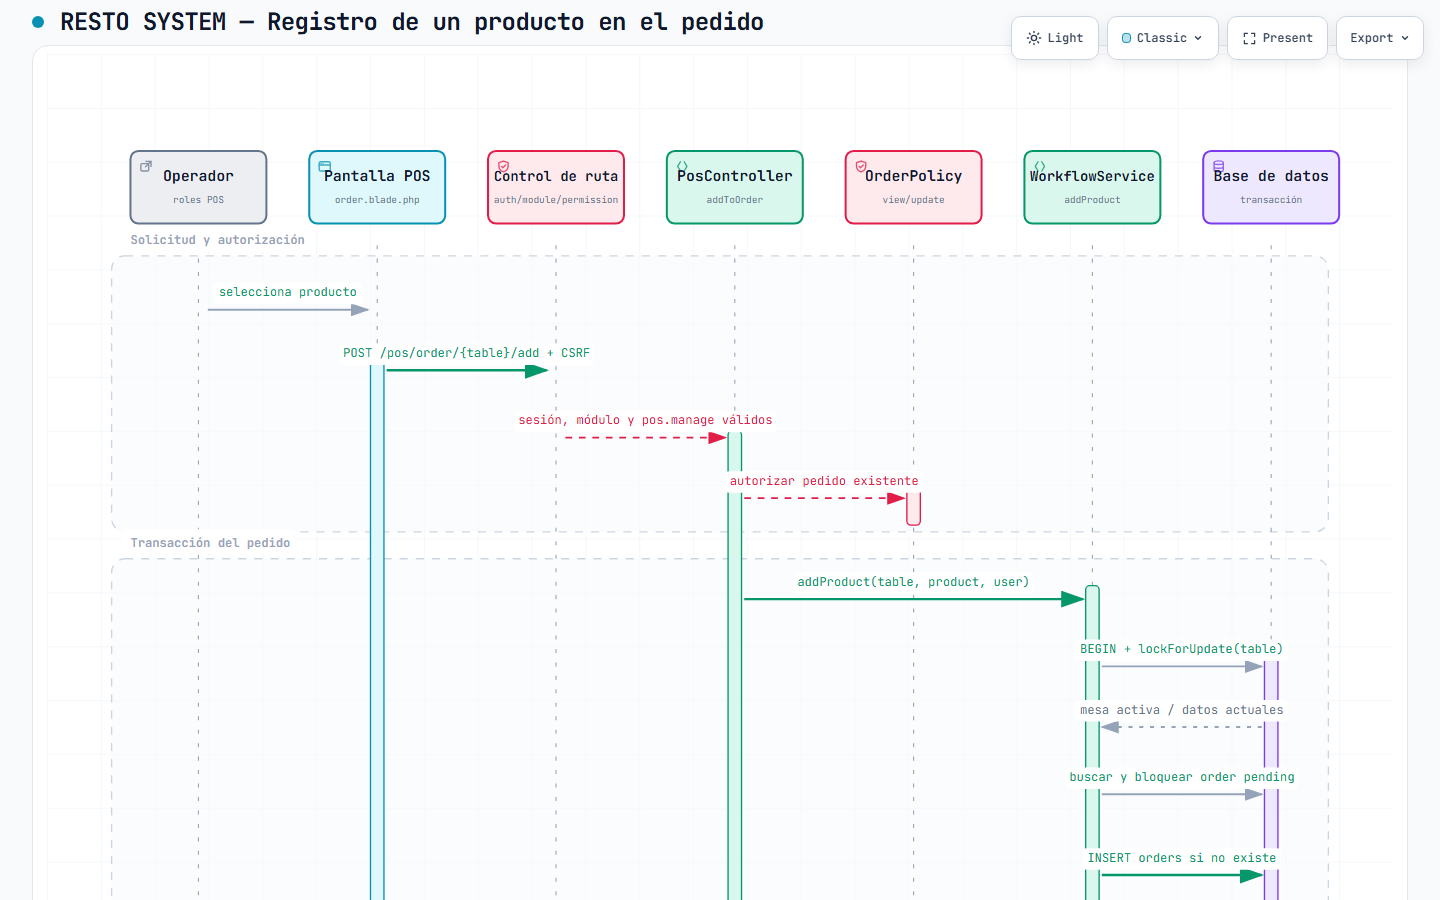 RESTO SYSTEM — Registro de un producto en el pedido
Light
Classic
Present
Export
Operador
roles POS
Pantalla POS
order.blade.php
Control de ruta
auth/module/permission
PosController
addToOrder
OrderPolicy
view/update
WorkflowService
addProduct
Base de datos
transacción
Solicitud y autorización
selecciona producto
POST /pos/order/{table}/add + CSRF
sesión, módulo y pos.manage válidos
autorizar pedido existente
Transacción del pedido
addProduct(table, product, user)
BEGIN + lockForUpdate(table)
mesa activa / datos actuales
buscar y bloquear order pending
INSERT orders si no existe